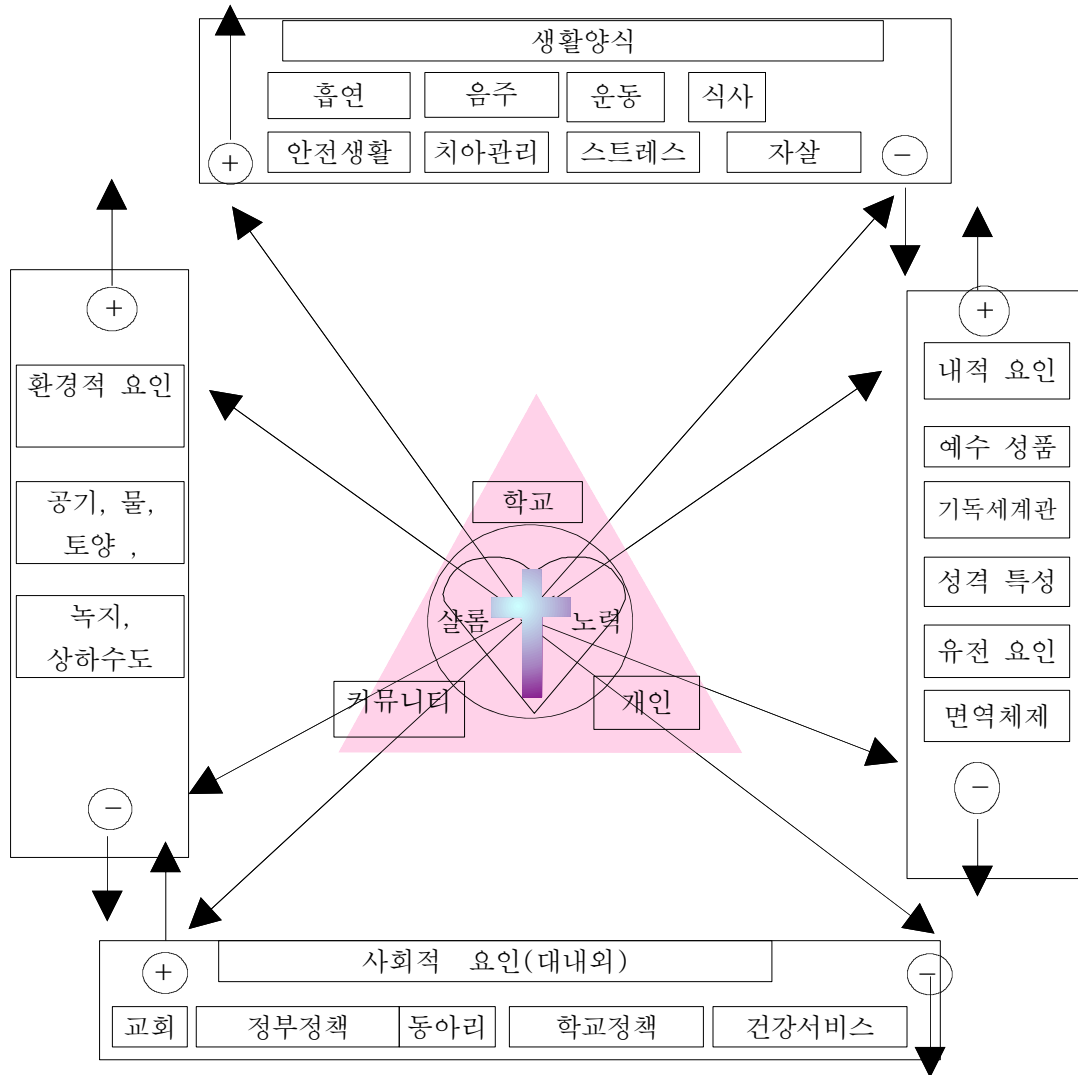 생활양식
흡연 음주 운동 식사
안전생활 치아관리 스트레스 자살
+ −
+
환경적 요인
공기, 물,
토양 ,
녹지,
상하수도
−
학교
샬롬 노력
커뮤니티 개인
+
내적 요인
예수 성품
기독세계관
성격 특성
유전 요인
면역체제
−
사회적 요인(대내외)
+ −
교회 정부정책 동아리 학교정책 건강서비스